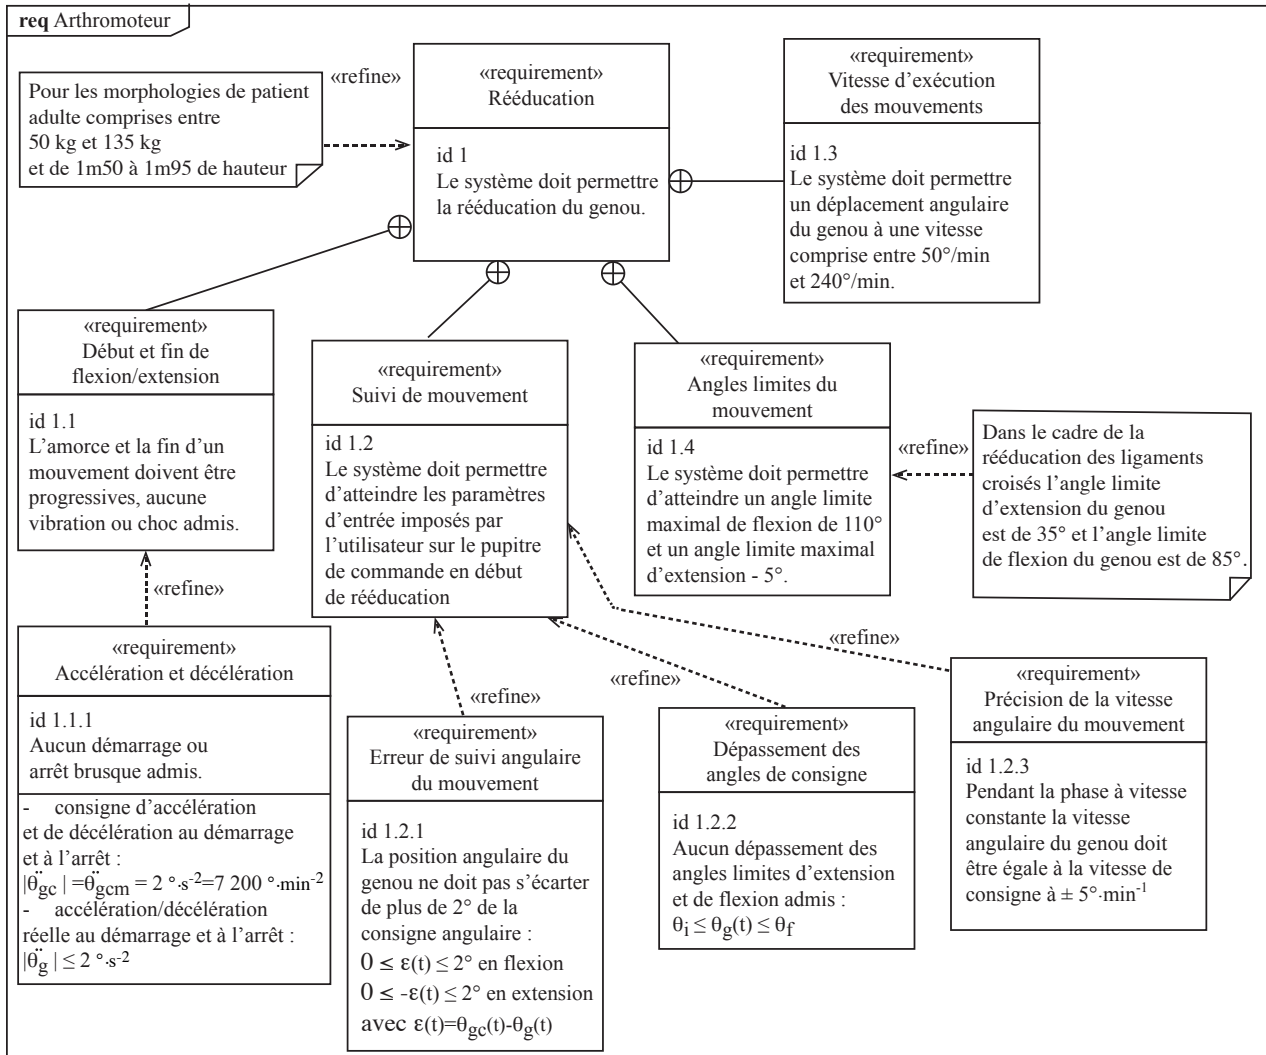 req Arthromoteur
«requirement»
Rééducation
id 1
Le système doit permettre
la rééducation du genou.
«refine»
Pour les morphologies de patient
adulte comprises entre
50 kg et 135 kg
et de 1m50 à 1m95 de hauteur
«requirement»
Vitesse d’exécution
des mouvements
id 1.3
Le système doit permettre
un déplacement angulaire
du genou à une vitesse
comprise entre 50°/min
et 240°/min.
«requirement»
Début et fin de
flexion/extension
id 1.1
L’amorce et la fin d’un
mouvement doivent être
progressives, aucune
vibration ou choc admis.
«refine»
«requirement»
Suivi de mouvement
id 1.2
Le système doit permettre
d’atteindre les paramètres
d’entrée imposés par
l’utilisateur sur le pupitre
de commande en début
de rééducation
«requirement»
Angles limites du
mouvement
id 1.4
Le système doit permettre
d’atteindre un angle limite
maximal de flexion de 110°
et un angle limite maximal
d’extension - 5°.
«refine»
Dans le cadre de la
rééducation des ligaments
croisés l’angle limite
d’extension du genou
est de 35° et l’angle limite
de flexion du genou est de 85°.
«requirement»
Accélération et décélération
id 1.1.1
Aucun démarrage ou
arrêt brusque admis.
- consigne d’accélération
et de décélération au démarrage
et à l’arrêt :
|θ̈gc | =θ̈gcm = 2 °·s-2=7 200 °·min-2
- accélération/décélération
réelle au démarrage et à l’arrêt :
|θ̈g | ≤ 2 °·s-2
«refine»
«requirement»
Erreur de suivi angulaire
du mouvement
id 1.2.1
La position angulaire du
genou ne doit pas s’écarter
de plus de 2° de la
consigne angulaire :
0 ≤ ε(t) ≤ 2° en flexion
0 ≤ -ε(t) ≤ 2° en extension
avec ε(t)=θgc(t)-θg(t)
«refine»
«requirement»
Dépassement des
angles de consigne
id 1.2.2
Aucun dépassement des
angles limites d’extension
et de flexion admis :
θi ≤ θg(t) ≤ θf
«refine»
«requirement»
Précision de la vitesse
angulaire du mouvement
id 1.2.3
Pendant la phase à vitesse
constante la vitesse
angulaire du genou doit
être égale à la vitesse de
consigne à ± 5°·min-1